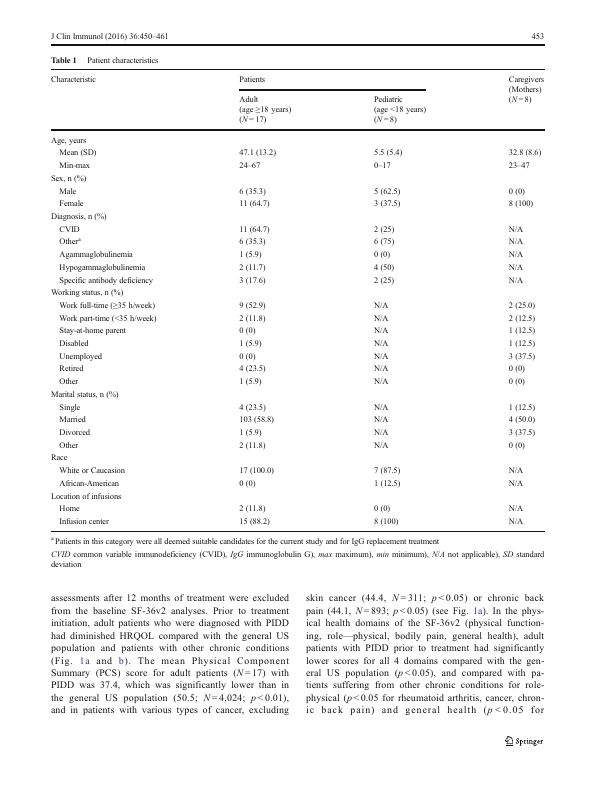 J Clin Immunol (2016) 36:450–461 453
Table 1 Patient characteristics
Characteristic Patients Caregivers
(Mothers)
(N = 8)
Adult
(age ≥18 years)
(N = 17)
Pediatric
(age <18 years)
(N = 8)
Age, years
Mean (SD) 47.1 (13.2) 5.5 (5.4) 32.8 (8.6)
Min-max 24–67 0–17 23–47
Sex, n (%)
Male 6 (35.3) 5 (62.5) 0 (0)
Female 11 (64.7) 3 (37.5) 8 (100)
Diagnosis, n (%)
CVID 11 (64.7) 2 (25) N/A
Otherᵃ 6 (35.3) 6 (75) N/A
Agammaglobulinemia 1 (5.9) 0 (0) N/A
Hypogammaglobulinemia 2 (11.7) 4 (50) N/A
Specific antibody deficiency 3 (17.6) 2 (25) N/A
Working status, n (%)
Work full-time (≥35 h/week) 9 (52.9) N/A 2 (25.0)
Work part-time (<35 h/week) 2 (11.8) N/A 2 (12.5)
Stay-at-home parent 0 (0) N/A 1 (12.5)
Disabled 1 (5.9) N/A 1 (12.5)
Unemployed 0 (0) N/A 3 (37.5)
Retired 4 (23.5) N/A 0 (0)
Other 1 (5.9) N/A 0 (0)
Marital status, n (%)
Single 4 (23.5) N/A 1 (12.5)
Married 103 (58.8) N/A 4 (50.0)
Divorced 1 (5.9) N/A 3 (37.5)
Other 2 (11.8) N/A 0 (0)
Race
White or Caucasion 17 (100.0) 7 (87.5) N/A
African-American 0 (0) 1 (12.5) N/A
Location of infusions
Home 2 (11.8) 0 (0) N/A
Infusion center 15 (88.2) 8 (100) N/A
ᵃ Patients in this category were all deemed suitable candidates for the current study and for IgG replacement treatment
CVID common variable immunodeficiency (CVID), IgG immunoglobulin G), max maximum), min minimum), N/A not applicable), SD standard
deviation
assessments after 12 months of treatment were excluded
from the baseline SF-36v2 analyses. Prior to treatment
initiation, adult patients who were diagnosed with PIDD
had diminished HRQOL compared with the general US
population and patients with other chronic conditions
(Fig. 1a and b). The mean Physical Component
Summary (PCS) score for adult patients (N = 17) with
PIDD was 37.4, which was significantly lower than in
the general US population (50.5; N = 4,024; p < 0.01),
and in patients with various types of cancer, excluding
skin cancer (44.4, N = 311; p < 0.05) or chronic back
pain (44.1, N = 893; p < 0.05) (see Fig. 1a). In the phys-
ical health domains of the SF-36v2 (physical function-
ing, role—physical, bodily pain, general health), adult
patients with PIDD prior to treatment had significantly
lower scores for all 4 domains compared with the gen-
eral US population (p < 0.05), and compared with pa-
tients suffering from other chronic conditions for role-
physical (p < 0.05 for rheumatoid arthritis, cancer, chron-
ic back pain) and general health (p < 0.05 for
Springer